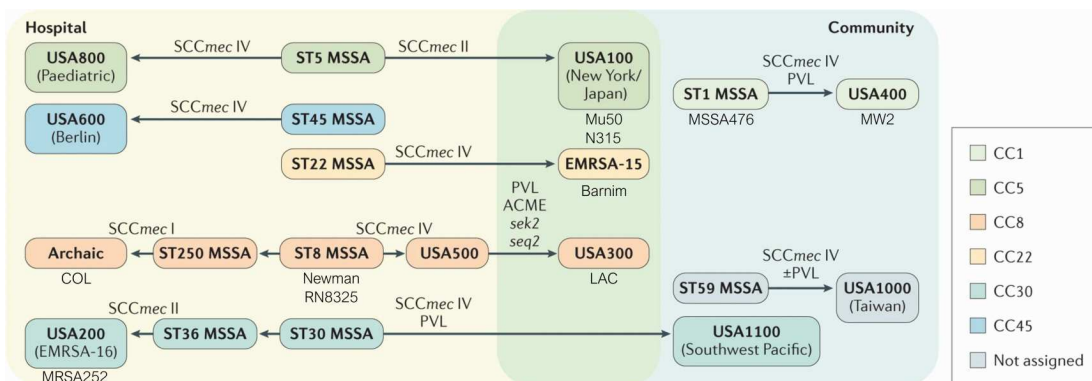 Hospital
Community
USA800
(Paediatric)
SCCmec IV
ST5 MSSA
SCCmec II
USA100
(New York/
Japan)
Mu50
N315
SCCmec IV
PVL
ST1 MSSA
MSSA476
USA400
MW2
USA600
(Berlin)
SCCmec IV
ST45 MSSA
ST22 MSSA
SCCmec IV
EMRSA-15
Barnim
PVL
ACME
sek2
seq2
Archaic
COL
SCCmec I
ST250 MSSA
ST8 MSSA
Newman
RN8325
SCCmec IV
USA500
USA300
LAC
ST59 MSSA
SCCmec IV
±PVL
USA1000
(Taiwan)
USA200
(EMRSA-16)
MRSA252
SCCmec II
ST36 MSSA
ST30 MSSA
SCCmec IV
PVL
USA1100
(Southwest Pacific)
CC1
CC5
CC8
CC22
CC30
CC45
Not assigned